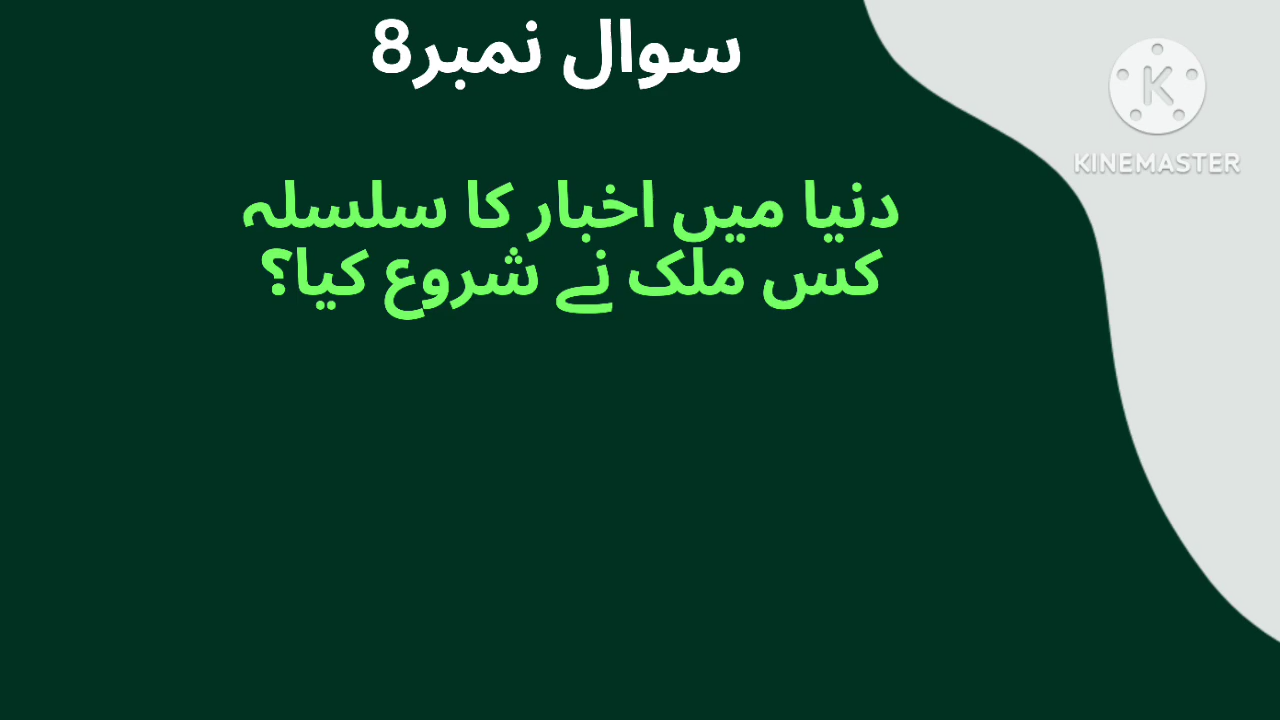 سوال نمبر8
دنیا میں اخبار کا سلسلہ
کس ملک نے شروع کیا؟
KINEMASTER